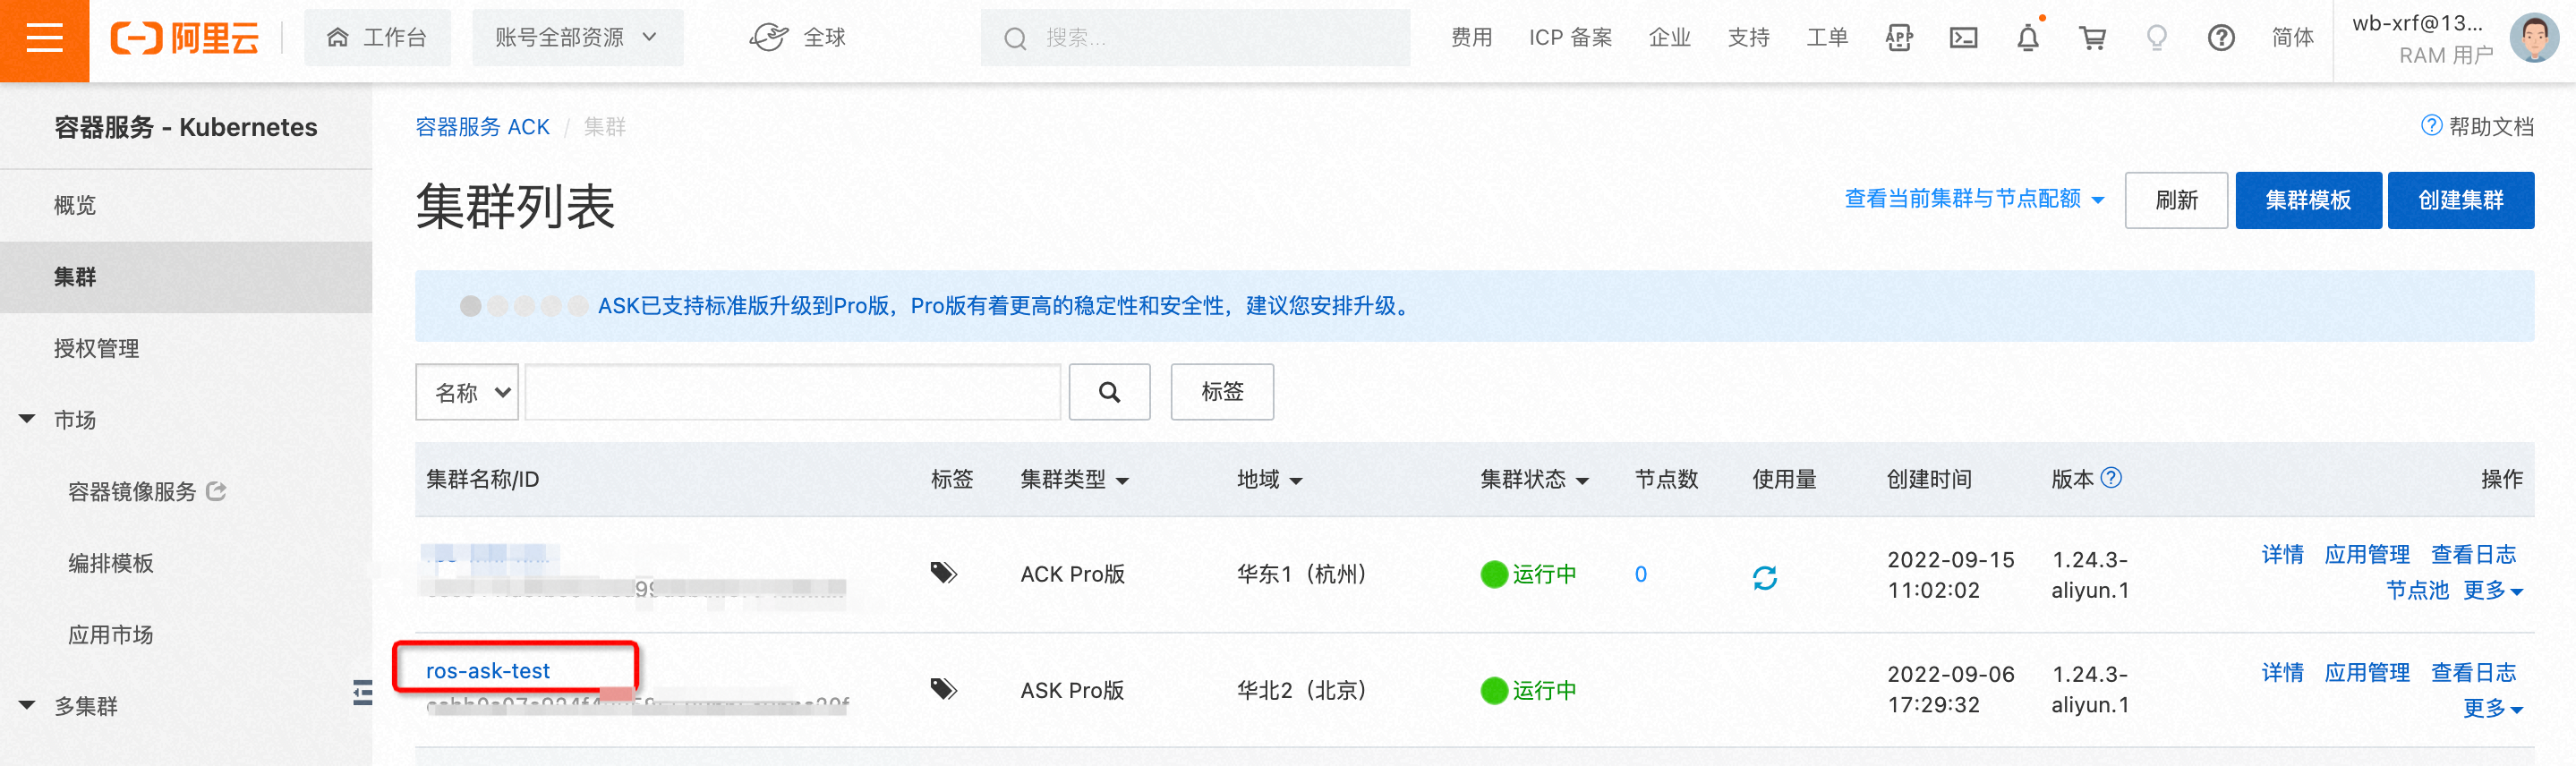 阿里云
工作台
账号全部资源
全球
搜索...
费用
ICP 备案
企业
支持
工单
APP
简体
wb-xrf@13...
RAM 用户
容器服务 - Kubernetes
概览
集群
授权管理
市场
容器镜像服务
编排模板
应用市场
多集群
容器服务 ACK / 集群
帮助文档
集群列表
查看当前集群与节点配额
刷新
集群模板
创建集群
ASK已支持标准版升级到Pro版，Pro版有着更高的稳定性和安全性，建议您安排升级。
名称
标签
集群名称/ID 标签 集群类型 地域 集群状态 节点数 使用量 创建时间 版本 操作
ACK Pro版 华东1（杭州） 运行中 0
2022-09-15
11:02:02
1.24.3-
aliyun.1
详情 应用管理 查看日志
节点池 更多
ros-ask-test
ASK Pro版 华北2（北京） 运行中
2022-09-06
17:29:32
1.24.3-
aliyun.1
详情 应用管理 查看日志
更多